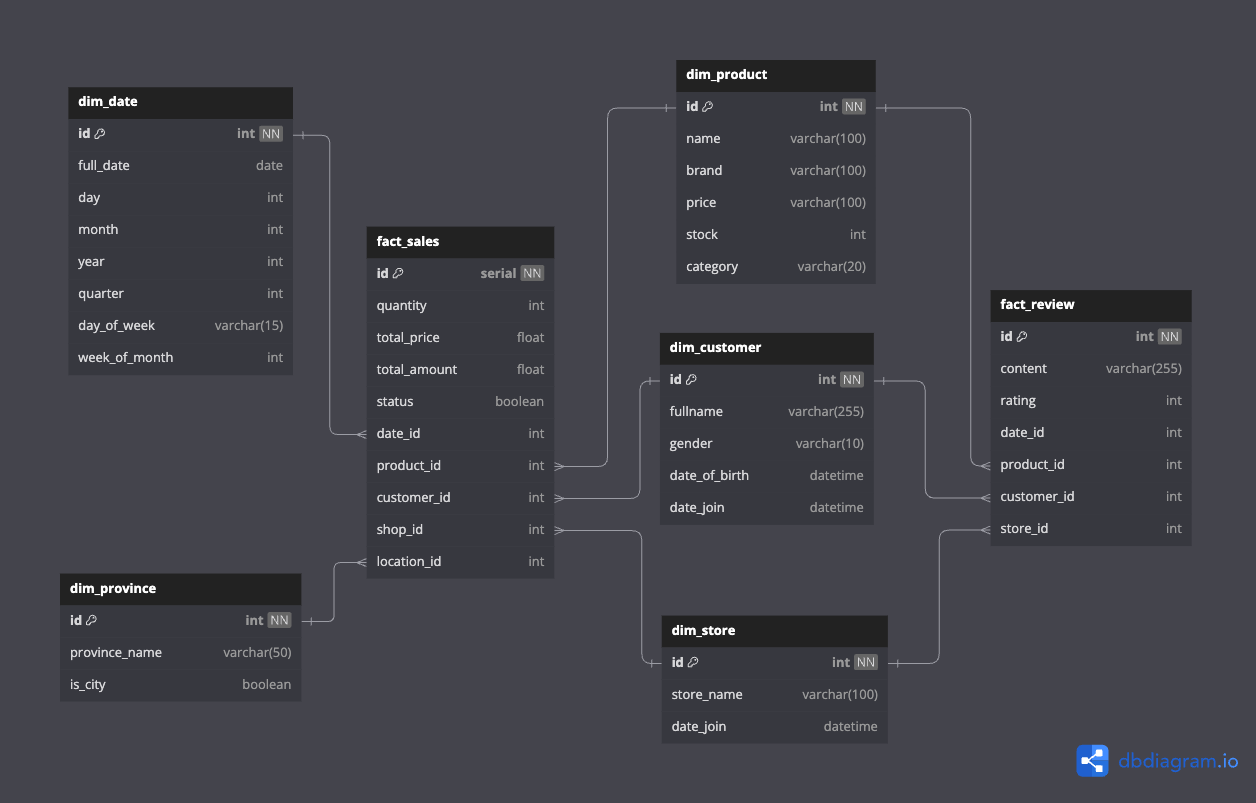 dim_date
id int NN
full_date date
day int
month int
year int
quarter int
day_of_week varchar(15)
week_of_month int
fact_sales
id serial NN
quantity int
total_price float
total_amount float
status boolean
date_id int
product_id int
customer_id int
shop_id int
location_id int
dim_province
id int NN
province_name varchar(50)
is_city boolean
dim_product
id int NN
name varchar(100)
brand varchar(100)
price varchar(100)
stock int
category varchar(20)
dim_customer
id int NN
fullname varchar(255)
gender varchar(10)
date_of_birth datetime
date_join datetime
dim_store
id int NN
store_name varchar(100)
date_join datetime
fact_review
id int NN
content varchar(255)
rating int
date_id int
product_id int
customer_id int
store_id int
dbdiagram.io